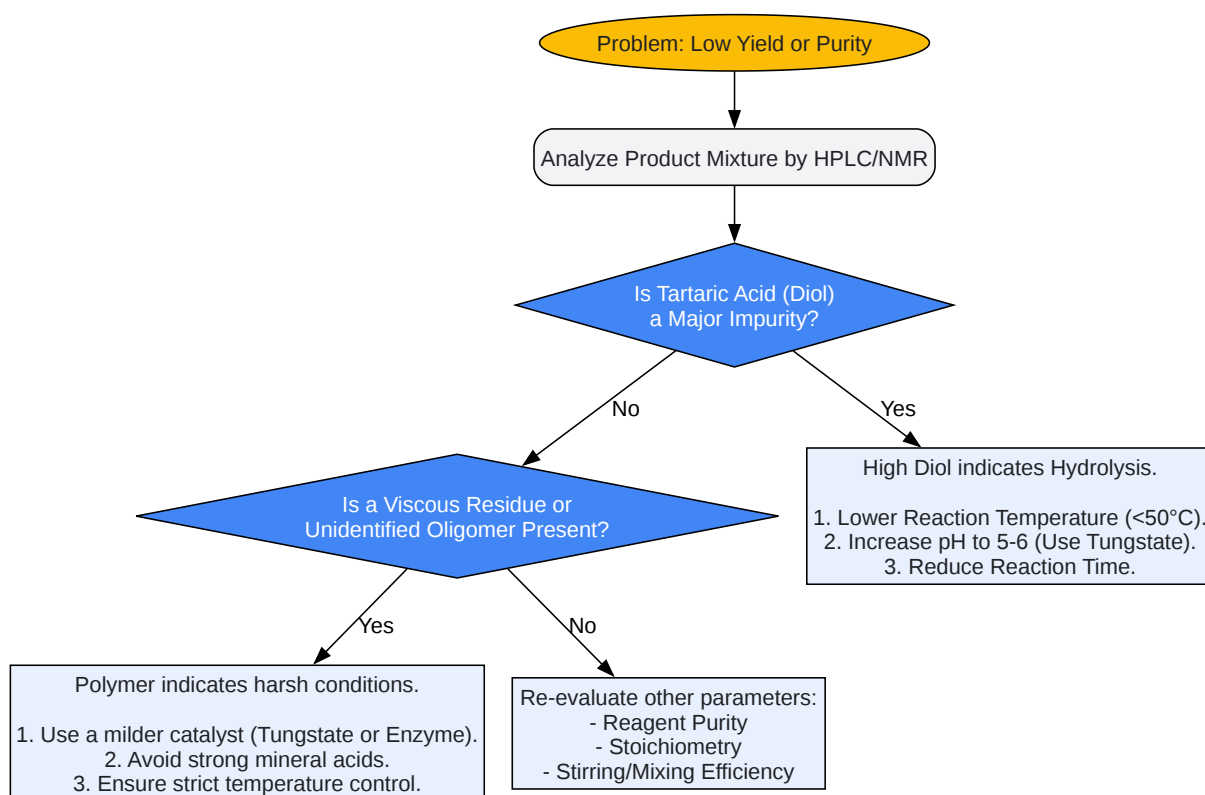 Problem: Low Yield or Purity
Analyze Product Mixture by HPLC/NMR
Is Tartaric Acid (Diol)
a Major Impurity?
No
Yes
Is a Viscous Residue or
Unidentified Oligomer Present?
High Diol indicates Hydrolysis.
1. Lower Reaction Temperature (<50°C).
2. Increase pH to 5-6 (Use Tungstate).
3. Reduce Reaction Time.
Yes
No
Polymer indicates harsh conditions.
1. Use a milder catalyst (Tungstate or Enzyme).
2. Avoid strong mineral acids.
3. Ensure strict temperature control.
Re-evaluate other parameters:
- Reagent Purity
- Stoichiometry
- Stirring/Mixing Efficiency